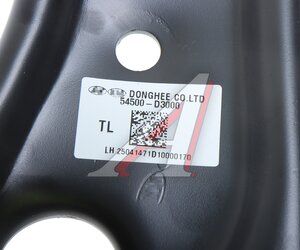 DONGHEE CO.LTD
54500-D3000
TL
LH 25041471D10000170